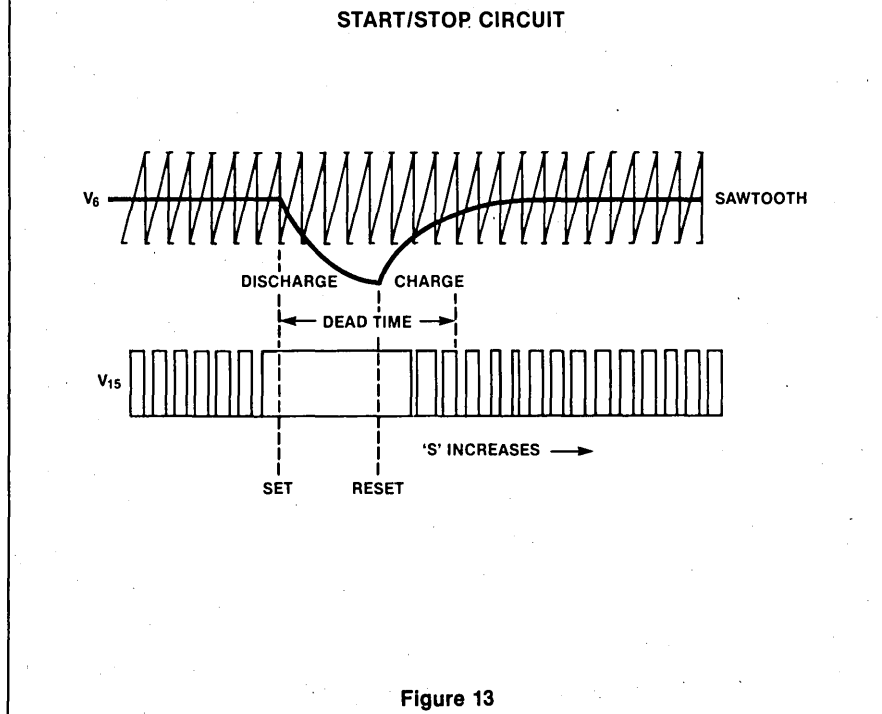 START/STOP CIRCUIT
V6
SAWTOOTH
DISCHARGE
CHARGE
DEAD TIME
V15
'S' INCREASES
SET
RESET
Figure 13